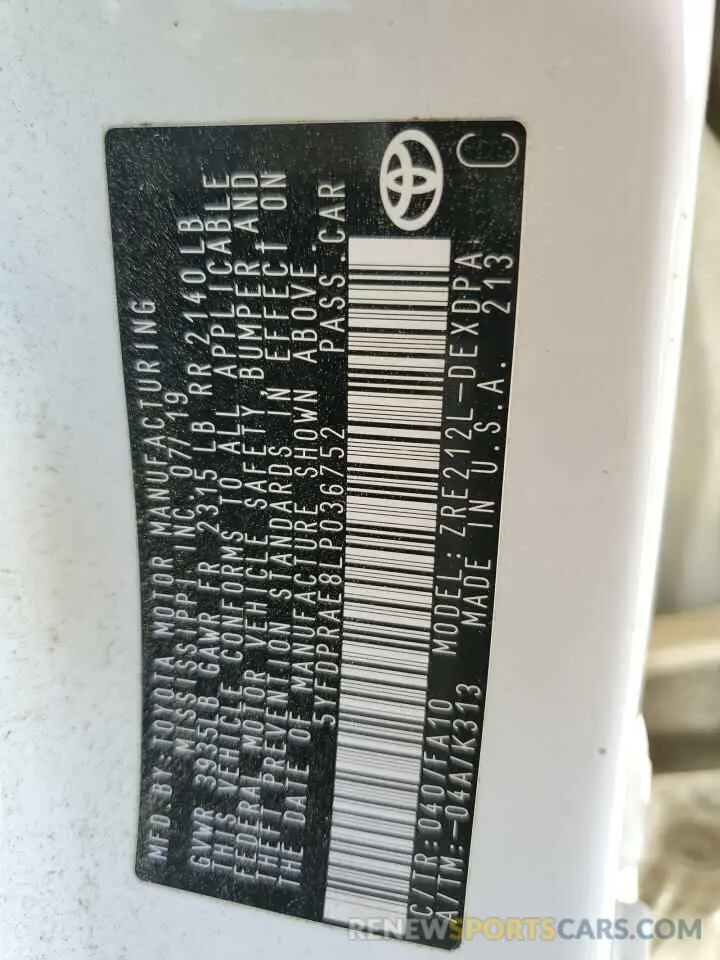 MFD. BY: TOYOTA MOTOR MANUFACTURING
MISSISSIPPI INC. 07/19
GVWR 3935LB GAWR FR 2315 LB RR 2140LB
THIS VEHICLE CONFORMS TO ALL APPLICABLE
FEDERAL MOTOR VEHICLE SAFETY, BUMPER AND
THEFT PREVENTION STANDARDS IN EFFECT ON
THE DATE OF MANUFACTURE SHOWN ABOVE.
5YFDPRAE8LP036752 PASS. CAR
C/TR: 040/FA10 MODEL: ZRE212L-DEXDPA
A/TM:-04A/K313 MADE IN U.S.A. 213
C
RENEWSPORTSCARS.COM